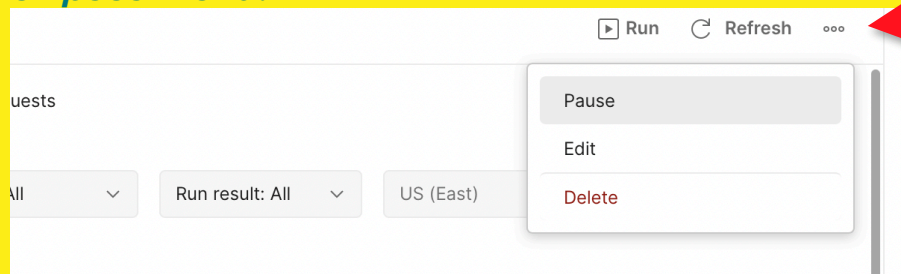 Run Refresh
uests
Pause
Edit
All Run result: All US (East)
Delete